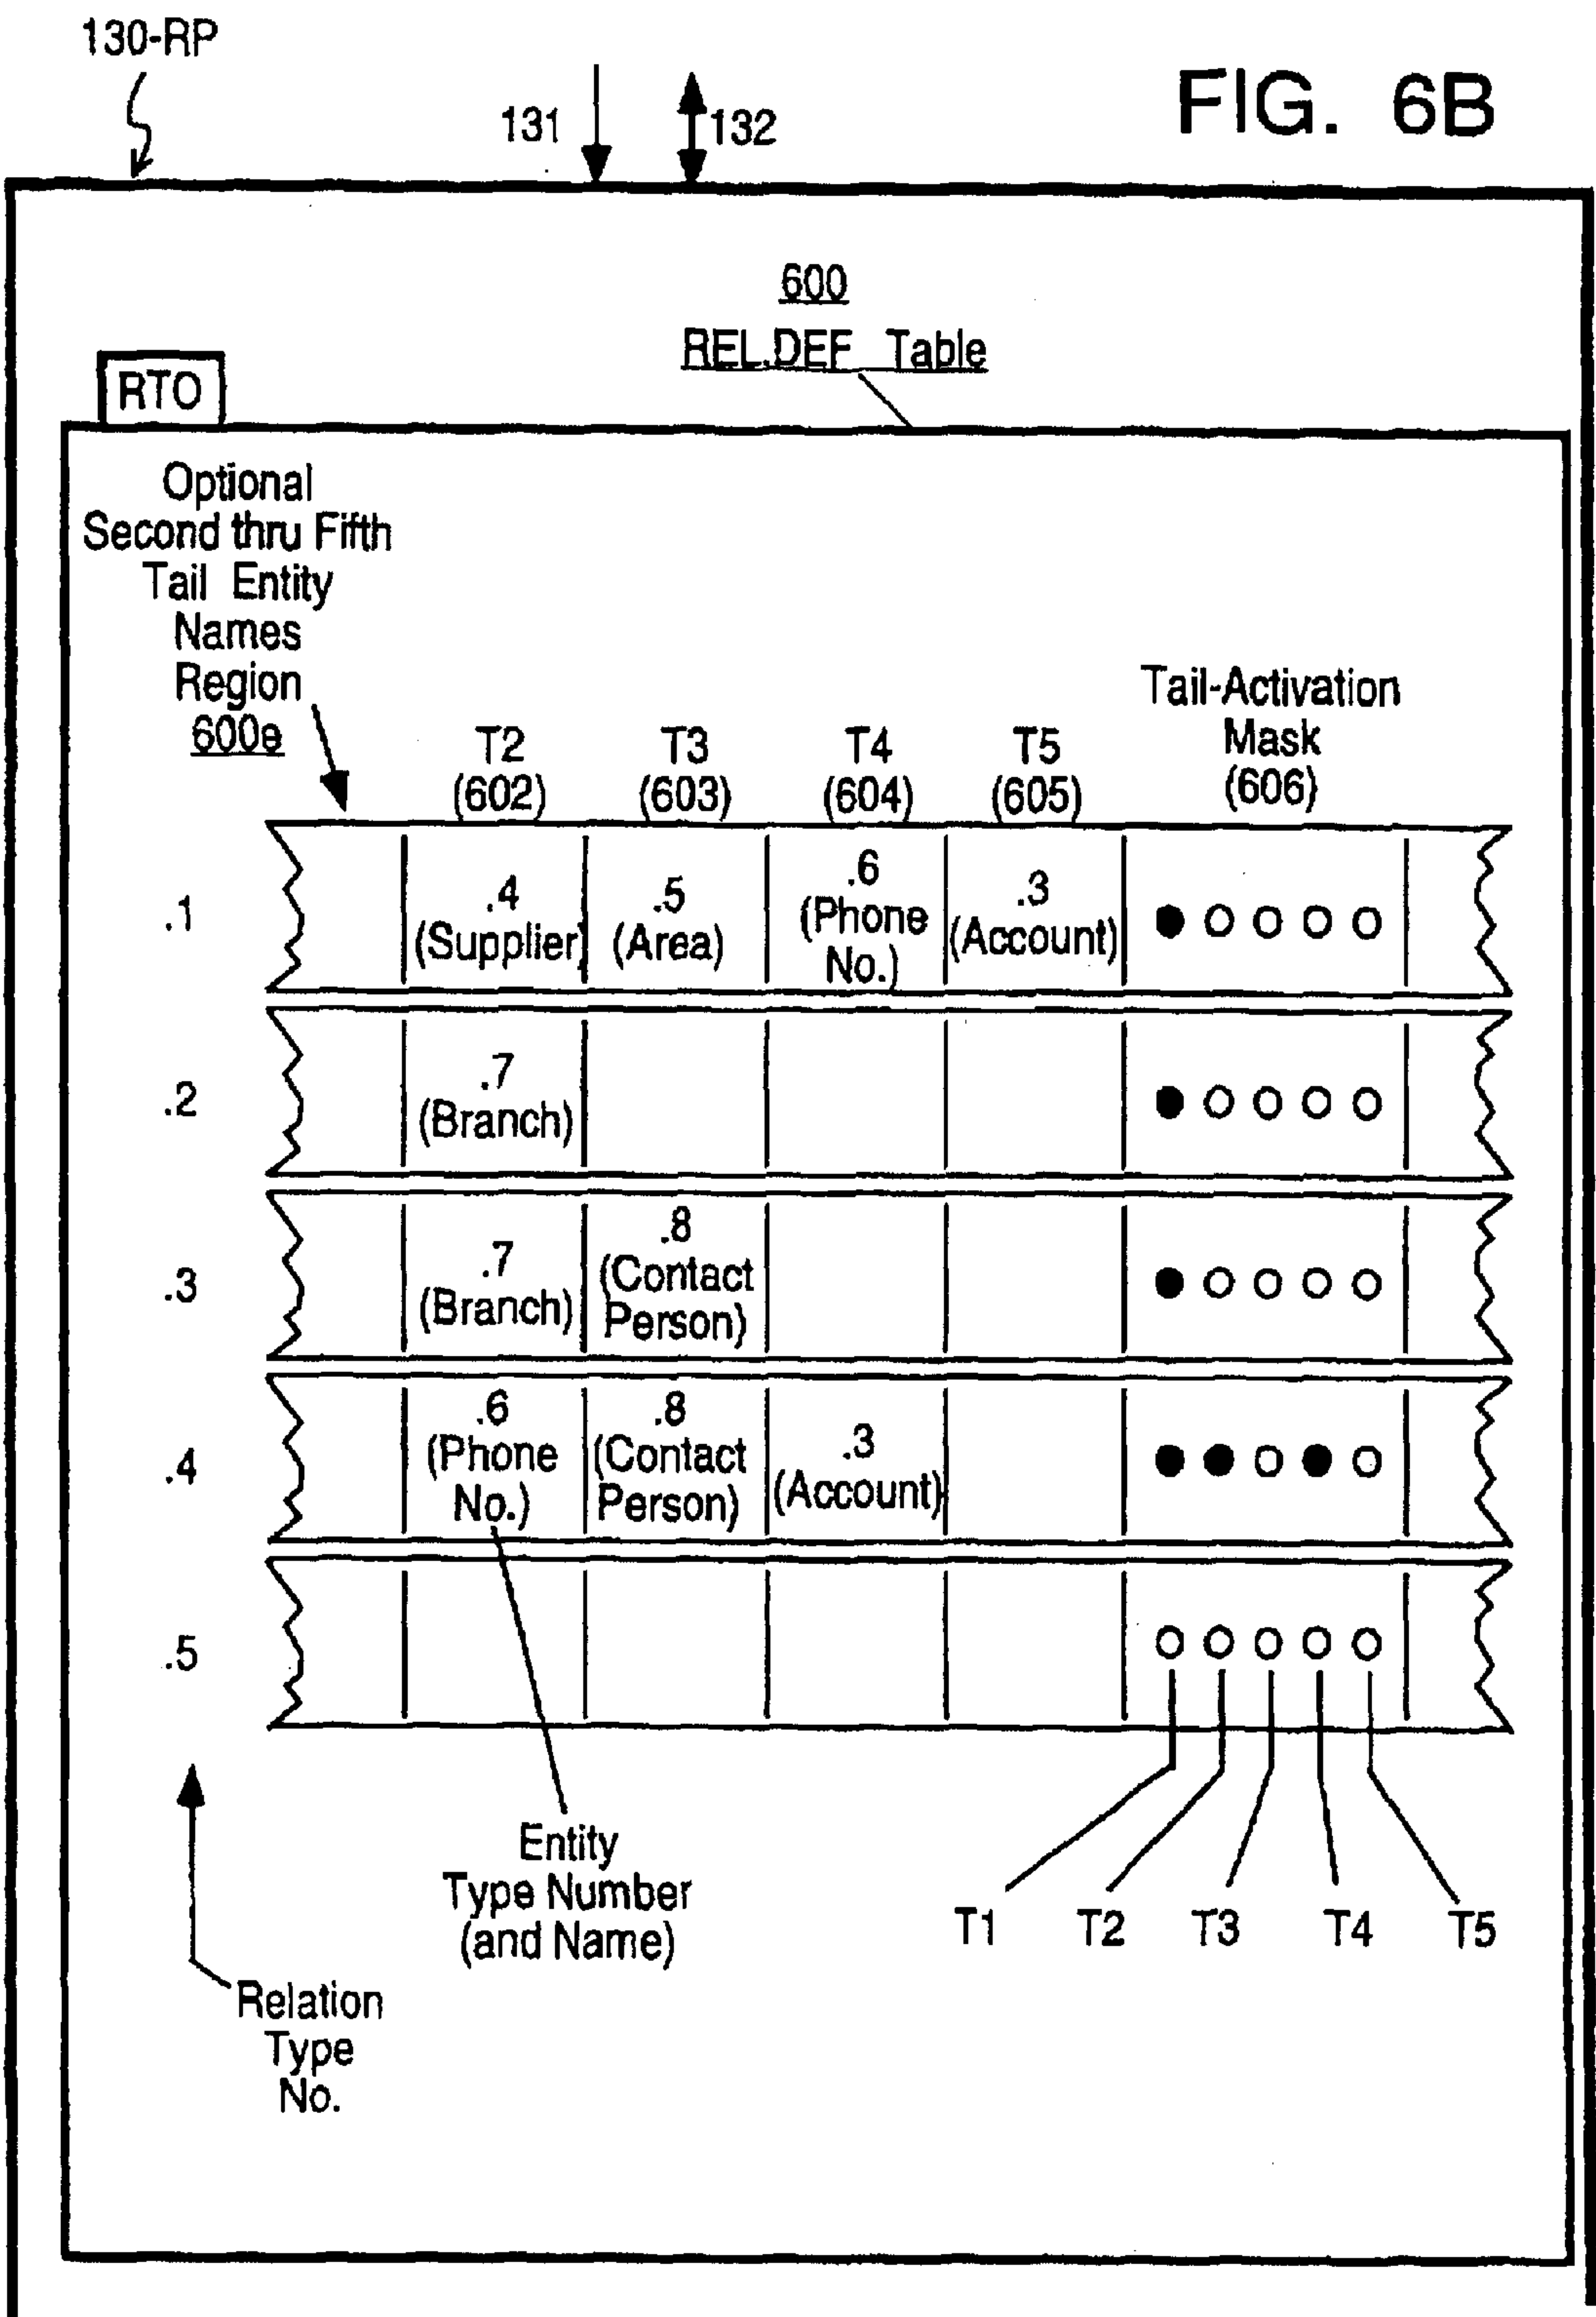 130-RP
131
132
FIG. 6B
600
REL.DEF Table
RTO
Optional
Second thru Fifth
Tail Entity
Names
Region
600e
T2
(602)
T3
(603)
T4
(604)
T5
(605)
Tail-Activation
Mask
(606)
.1
.4
(Supplier)
.5
(Area)
.6
(Phone
No.)
.3
(Account)
.2
.7
(Branch)
.3
.7
(Branch)
.8
(Contact
Person)
.4
.6
(Phone
No.)
.8
(Contact
Person)
.3
(Account)
.5
Entity
Type Number
(and Name)
T1
T2
T3
T4
T5
Relation
Type
No.